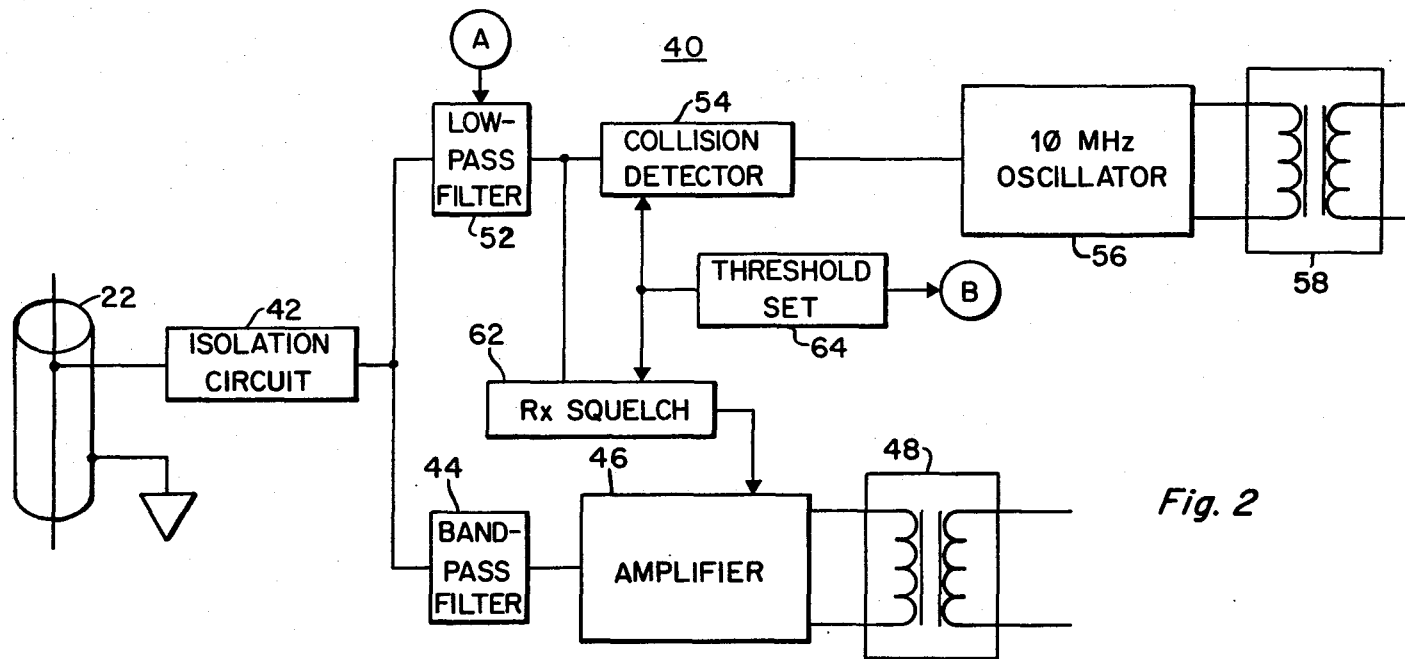 A
40
54
LOW-
PASS
FILTER
52
COLLISION
DETECTOR
10 MHz
OSCILLATOR
56
58
22
42
ISOLATION
CIRCUIT
THRESHOLD
SET
64
B
62
Rx SQUELCH
44
BAND-
PASS
FILTER
46
AMPLIFIER
48
Fig. 2